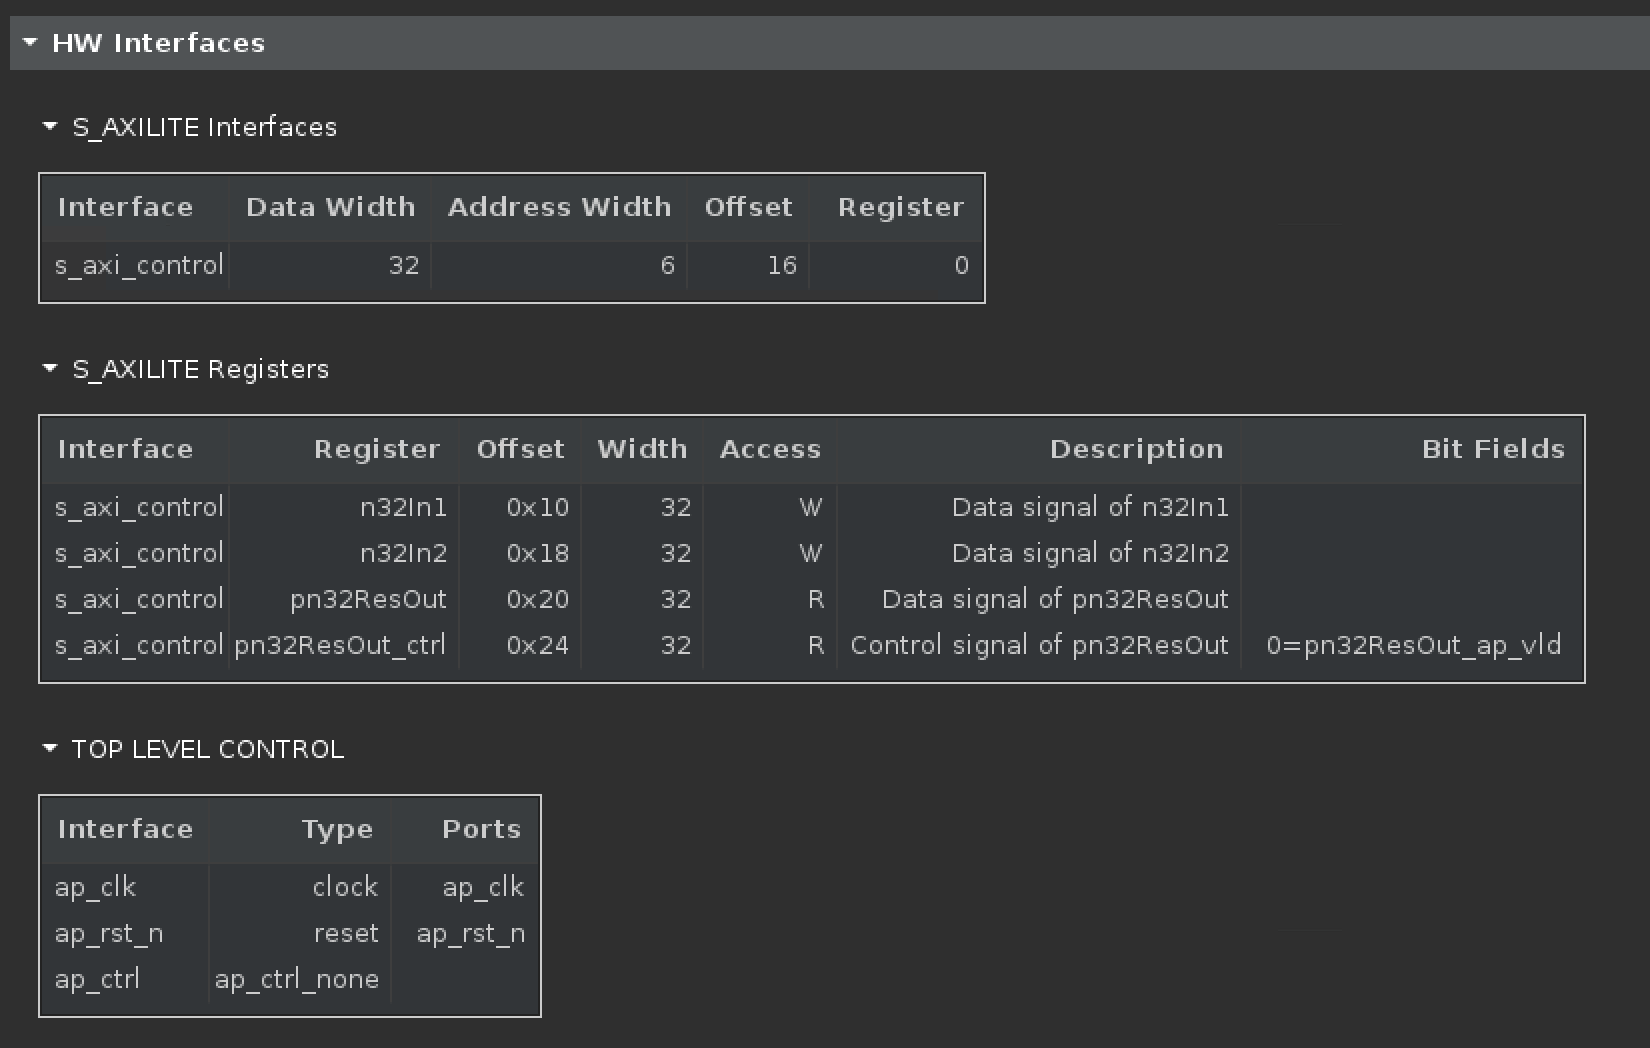 HW Interfaces
S_AXILITE Interfaces
Interface Data Width Address Width Offset Register
s_axi_control 32 6 16 0
S_AXILITE Registers
Interface Register Offset Width Access Description Bit Fields
s_axi_control n32In1 0x10 32 W Data signal of n32In1
s_axi_control n32In2 0x18 32 W Data signal of n32In2
s_axi_control pn32ResOut 0x20 32 R Data signal of pn32ResOut
s_axi_control pn32ResOut_ctrl 0x24 32 R Control signal of pn32ResOut 0=pn32ResOut_ap_vld
TOP LEVEL CONTROL
Interface Type Ports
ap_clk clock ap_clk
ap_rst_n reset ap_rst_n
ap_ctrl ap_ctrl_none